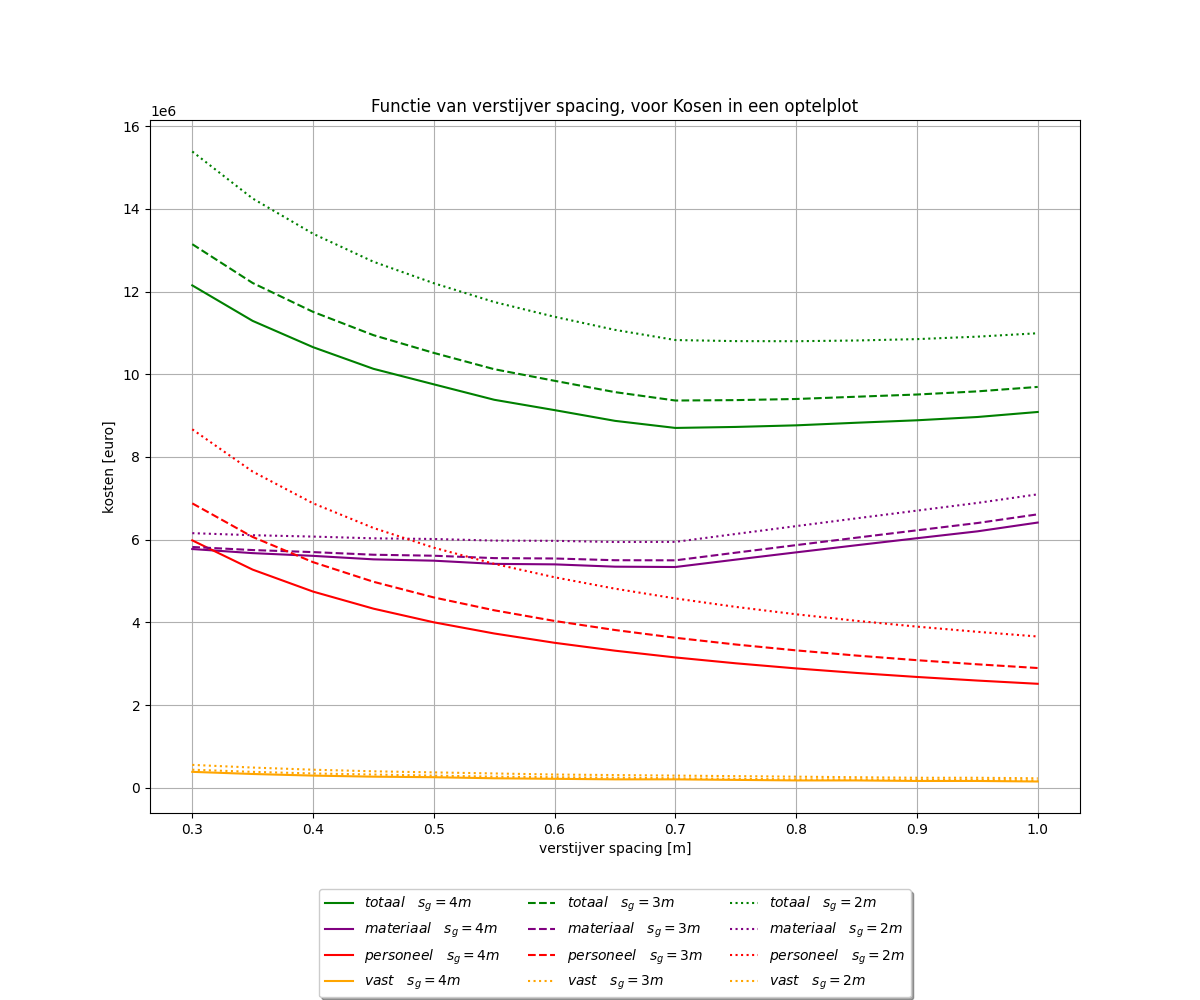 Functie van verstijver spacing, voor Kosen in een optelplot
1e6
16
14
12
10
8
6
4
2
0
kosten [euro]
0.3 0.4 0.5 0.6 0.7 0.8 0.9 1.0
verstijver spacing [m]
totaal s_g = 4m totaal s_g = 3m totaal s_g = 2m
materiaal s_g = 4m materiaal s_g = 3m materiaal s_g = 2m
personeel s_g = 4m personeel s_g = 3m personeel s_g = 2m
vast s_g = 4m vast s_g = 3m vast s_g = 2m